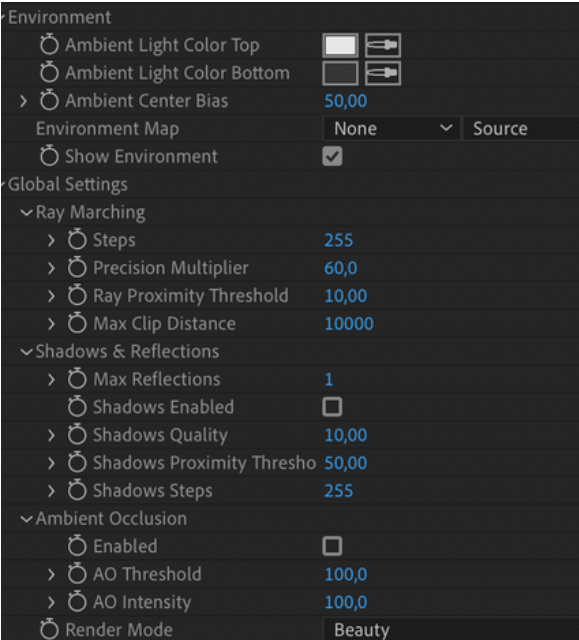 Environment
Ambient Light Color Top
Ambient Light Color Bottom
Ambient Center Bias 50,00
Environment Map None Source
Show Environment
Global Settings
Ray Marching
Steps 255
Precision Multiplier 60,0
Ray Proximity Threshold 10,00
Max Clip Distance 10000
Shadows & Reflections
Max Reflections 1
Shadows Enabled
Shadows Quality 10,00
Shadows Proximity Thresho 50,00
Shadows Steps 255
Ambient Occlusion
Enabled
AO Threshold 100,0
AO Intensity 100,0
Render Mode Beauty